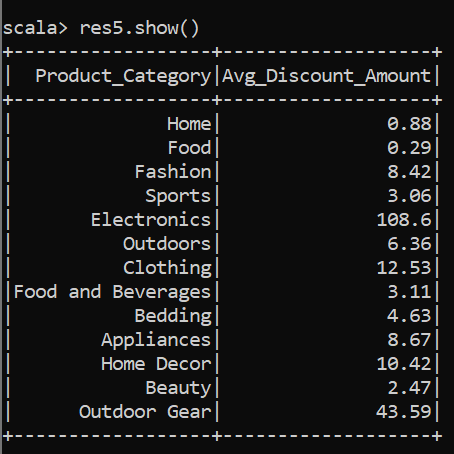 scala> res5.show()
+------------------+-------------------+
|  Product_Category|Avg_Discount_Amount|
+------------------+-------------------+
|              Home|               0.88|
|              Food|               0.29|
|           Fashion|               8.42|
|            Sports|               3.06|
|       Electronics|              108.6|
|          Outdoors|               6.36|
|          Clothing|              12.53|
|Food and Beverages|               3.11|
|           Bedding|               4.63|
|        Appliances|               8.67|
|        Home Decor|              10.42|
|            Beauty|               2.47|
|      Outdoor Gear|              43.59|
+------------------+-------------------+